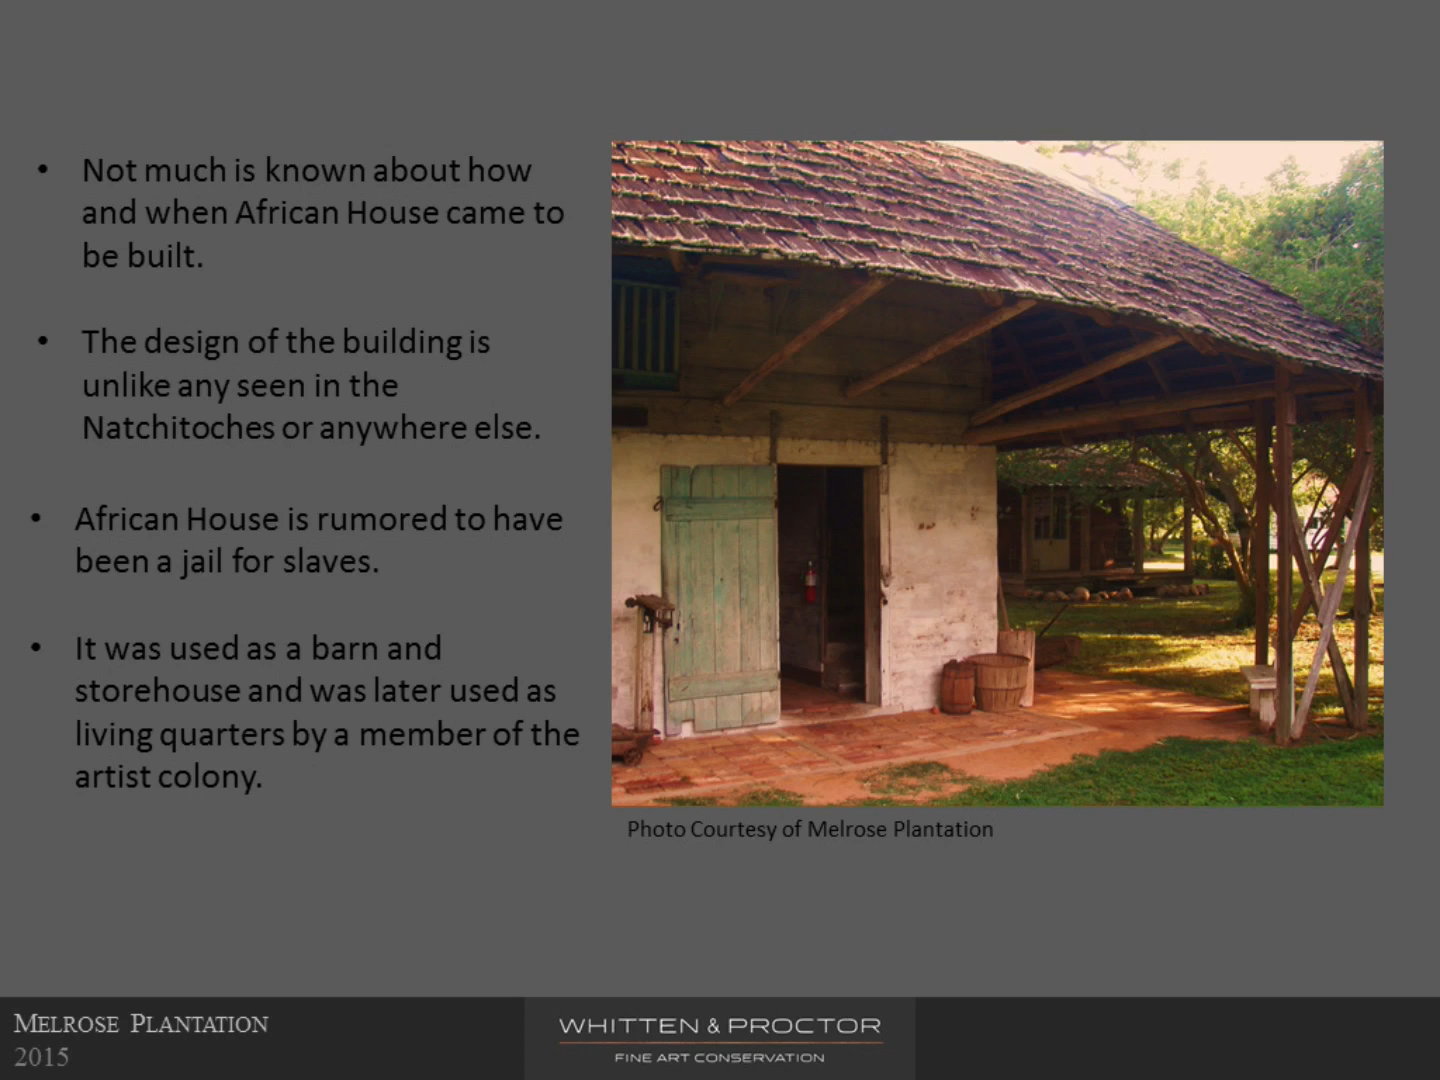 • Not much is known about how
and when African House came to
be built.
• The design of the building is
unlike any seen in the
Natchitoches or anywhere else.
• African House is rumored to have
been a jail for slaves.
• It was used as a barn and
storehouse and was later used as
living quarters by a member of the
artist colony.
Photo Courtesy of Melrose Plantation
MELROSE PLANTATION
2015
WHITTEN & PROCTOR
FINE ART CONSERVATION